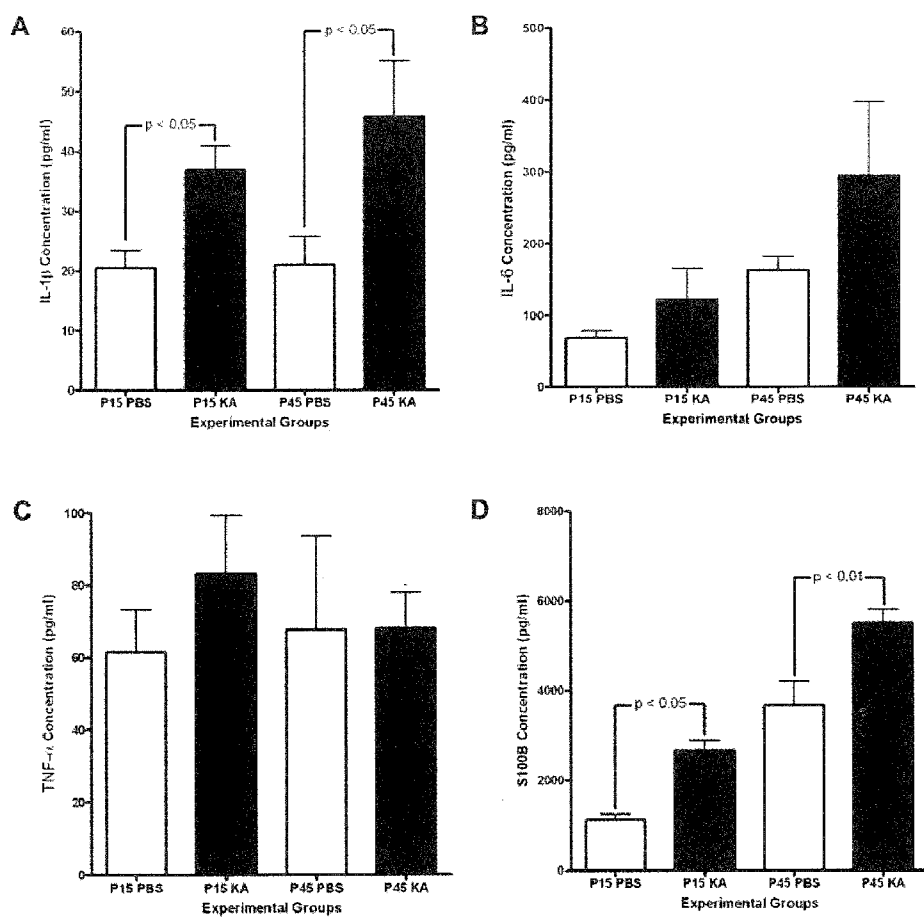 A
60
50
40
30
20
10
0
IL-1β Concentration (pg/ml)
p < 0.05
p < 0.05
P15 PBS P15 KA P45 PBS P45 KA
Experimental Groups
B
500
400
300
200
100
0
IL-6 Concentration (pg/ml)
P15 PBS P15 KA P45 PBS P45 KA
Experimental Groups
C
100
80
60
40
20
0
TNF-α Concentration (pg/ml)
P15 PBS P15 KA P45 PBS P45 KA
Experimental Groups
D
8000
6000
4000
2000
0
S100B Concentration (pg/ml)
p < 0.05
p < 0.01
P15 PBS P15 KA P45 PBS P45 KA
Experimental Groups